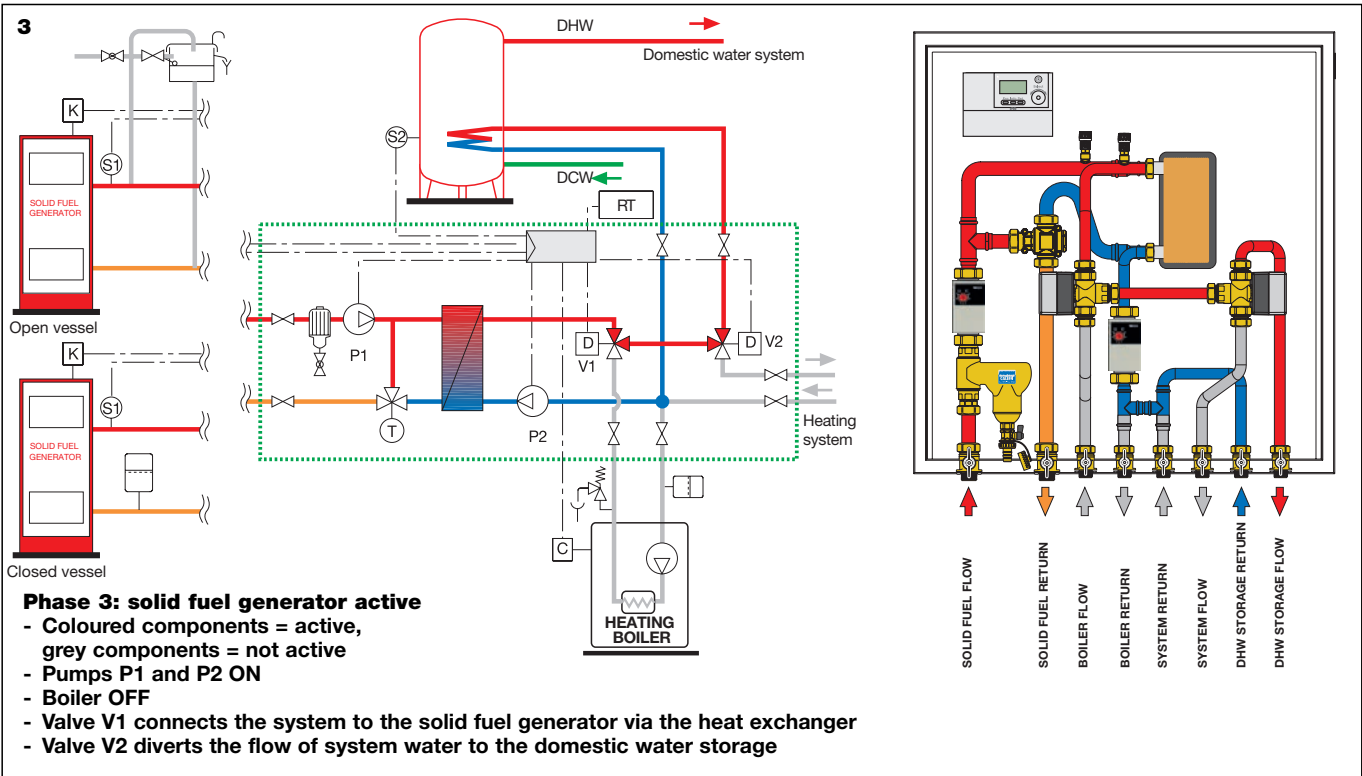 3
DHW
Domestic water system
K
S1
SOLID FUEL
GENERATOR
Open vessel
S2
DCW
RT
P1
D
V1
D
V2
T
P2
Heating
system
K
S1
SOLID FUEL
GENERATOR
Closed vessel
C
HEATING
BOILER
SOLID FUEL FLOW
SOLID FUEL RETURN
BOILER FLOW
BOILER RETURN
SYSTEM RETURN
SYSTEM FLOW
DHW STORAGE RETURN
DHW STORAGE FLOW
Phase 3: solid fuel generator active
- Coloured components = active,
grey components = not active
- Pumps P1 and P2 ON
- Boiler OFF
- Valve V1 connects the system to the solid fuel generator via the heat exchanger
- Valve V2 diverts the flow of system water to the domestic water storage